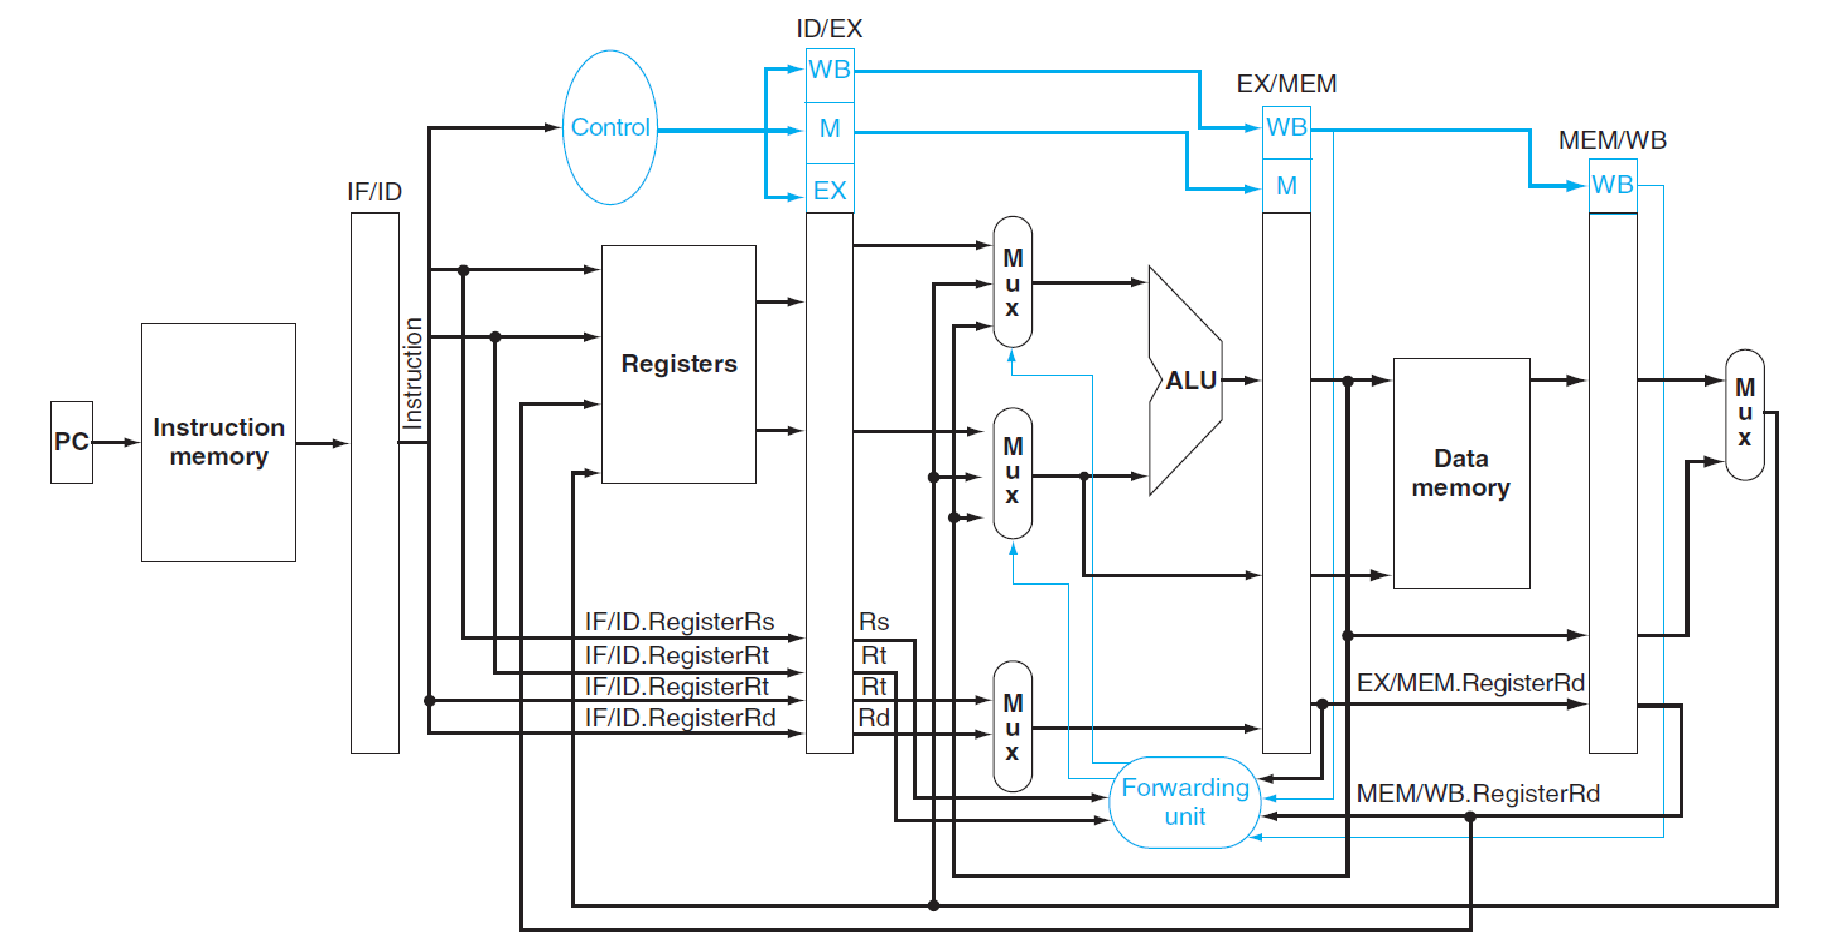 ID/EX
WB
EX/MEM
Control
M
WB
MEM/WB
IF/ID
EX
M
WB
M
u
x
Instruction
Registers
ALU
M
u
x
PC
Instruction
memory
M
u
x
Data
memory
IF/ID.RegisterRs
Rs
IF/ID.RegisterRt
Rt
IF/ID.RegisterRt
Rt
EX/MEM.RegisterRd
IF/ID.RegisterRd
Rd
M
u
x
Forwarding
unit
MEM/WB.RegisterRd